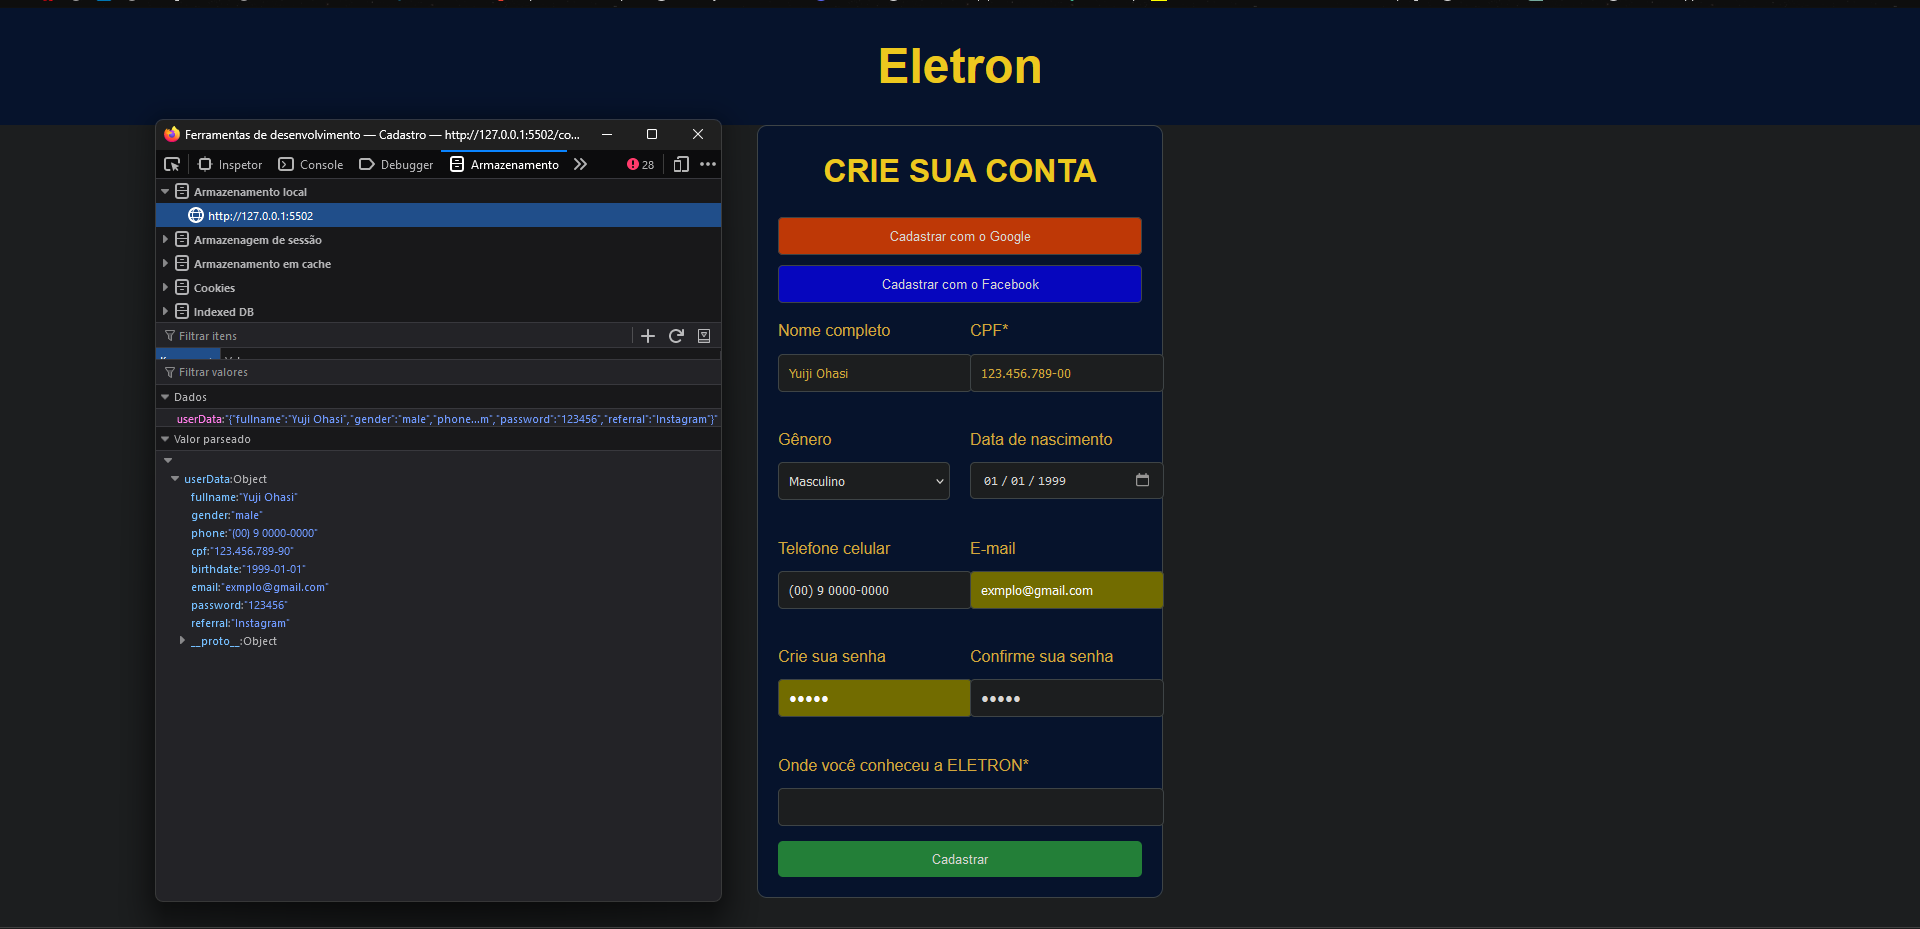 Eletron
Ferramentas de desenvolvimento — Cadastro — http://127.0.0.1:5502/co...
Inspetor Console Debugger Armazenamento 28
Armazenamento local
http://127.0.0.1:5502
Armazenagem de sessão
Armazenamento em cache
Cookies
Indexed DB
Filtrar itens
Filtrar valores
Dados
userData:"{"fullname":"Yuji Ohasi","gender":"male","phone...m","password":"123456","referral":"Instagram"}"
Valor parseado
userData:Object
fullname:"Yuji Ohasi"
gender:"male"
phone:"(00) 9 0000-0000"
cpf:"123.456.789-90"
birthdate:"1999-01-01"
email:"exmplo@gmail.com"
password:"123456"
referral:"Instagram"
__proto__:Object
CRIE SUA CONTA
Cadastrar com o Google
Cadastrar com o Facebook
Nome completo CPF*
Yuiji Ohasi 123.456.789-00
Gênero Data de nascimento
Masculino 01 / 01 / 1999
Telefone celular E-mail
(00) 9 0000-0000 exmplo@gmail.com
Crie sua senha Confirme sua senha
●●●●● ●●●●●
Onde você conheceu a ELETRON*
Cadastrar